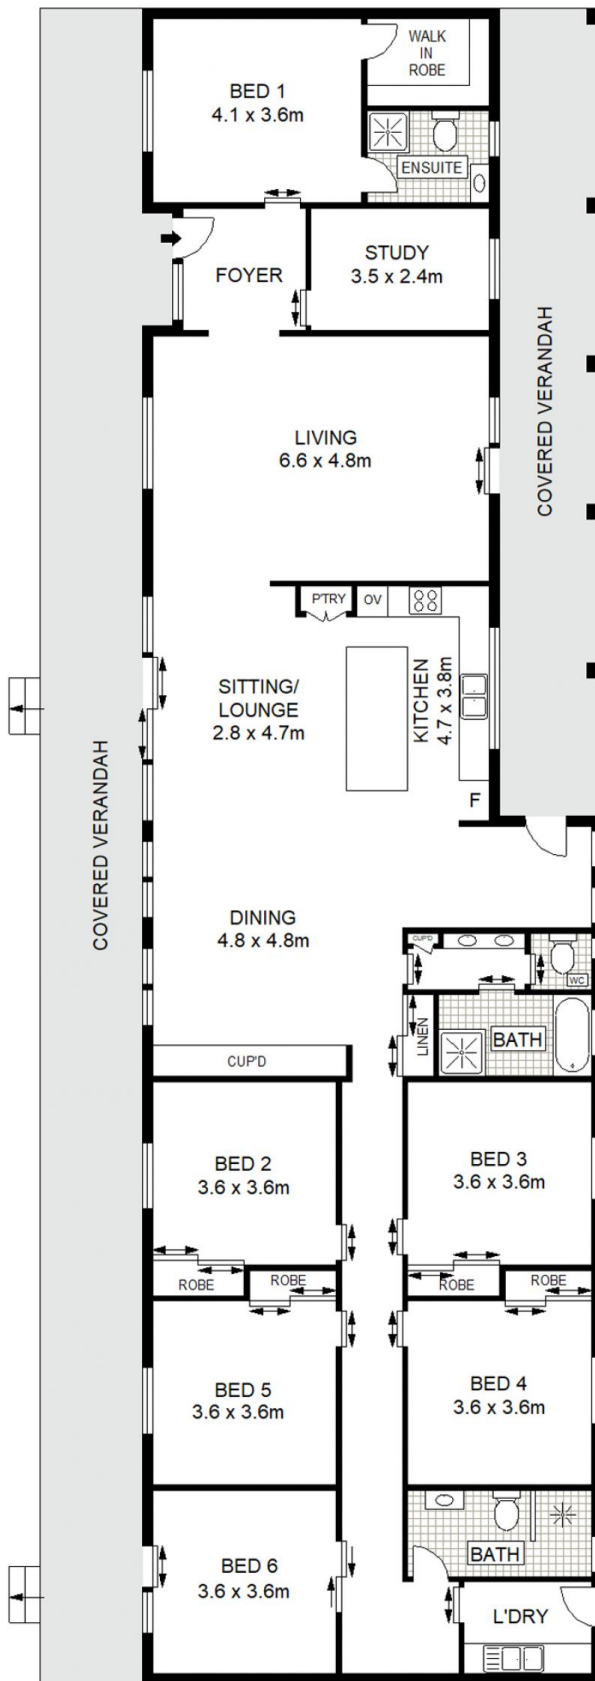 WALK
IN
ROBE
BED 1
4.1 x 3.6m
ENSUITE
STUDY
3.5 x 2.4m
FOYER
COVERED VERANDAH
LIVING
6.6 x 4.8m
P'TRY
OV
SITTING/
LOUNGE
2.8 x 4.7m
KITCHEN
4.7 x 3.8m
F
COVERED VERANDAH
DINING
4.8 x 4.8m
CUP'D
WC
LINEN
BATH
CUP'D
BED 2
3.6 x 3.6m
BED 3
3.6 x 3.6m
ROBE
ROBE
ROBE
ROBE
BED 5
3.6 x 3.6m
BED 4
3.6 x 3.6m
BATH
BED 6
3.6 x 3.6m
L'DRY